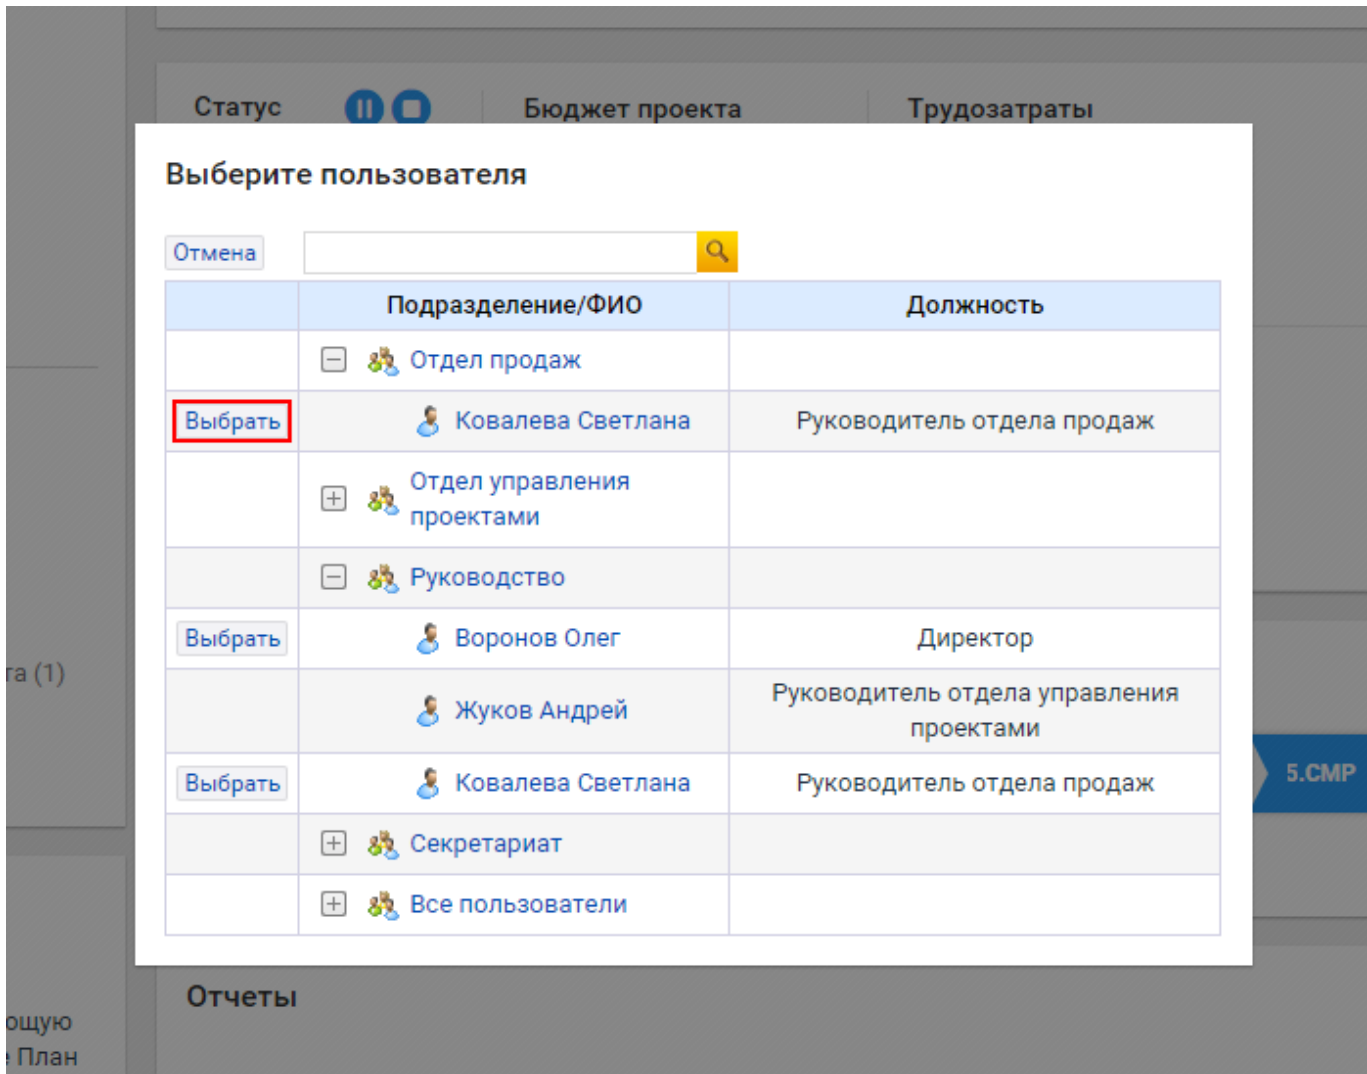 Статус Бюджет проекта Трудозатраты
Выберите пользователя
Отмена
Подразделение/ФИО Должность
Отдел продаж
Выбрать Ковалева Светлана Руководитель отдела продаж
Отдел управления
проектами
Руководство
Выбрать Воронов Олег Директор
та (1)
Жуков Андрей Руководитель отдела управления
проектами
Выбрать Ковалева Светлана Руководитель отдела продаж
5.СМР
Секретариат
Все пользователи
Отчеты
ощую
е План